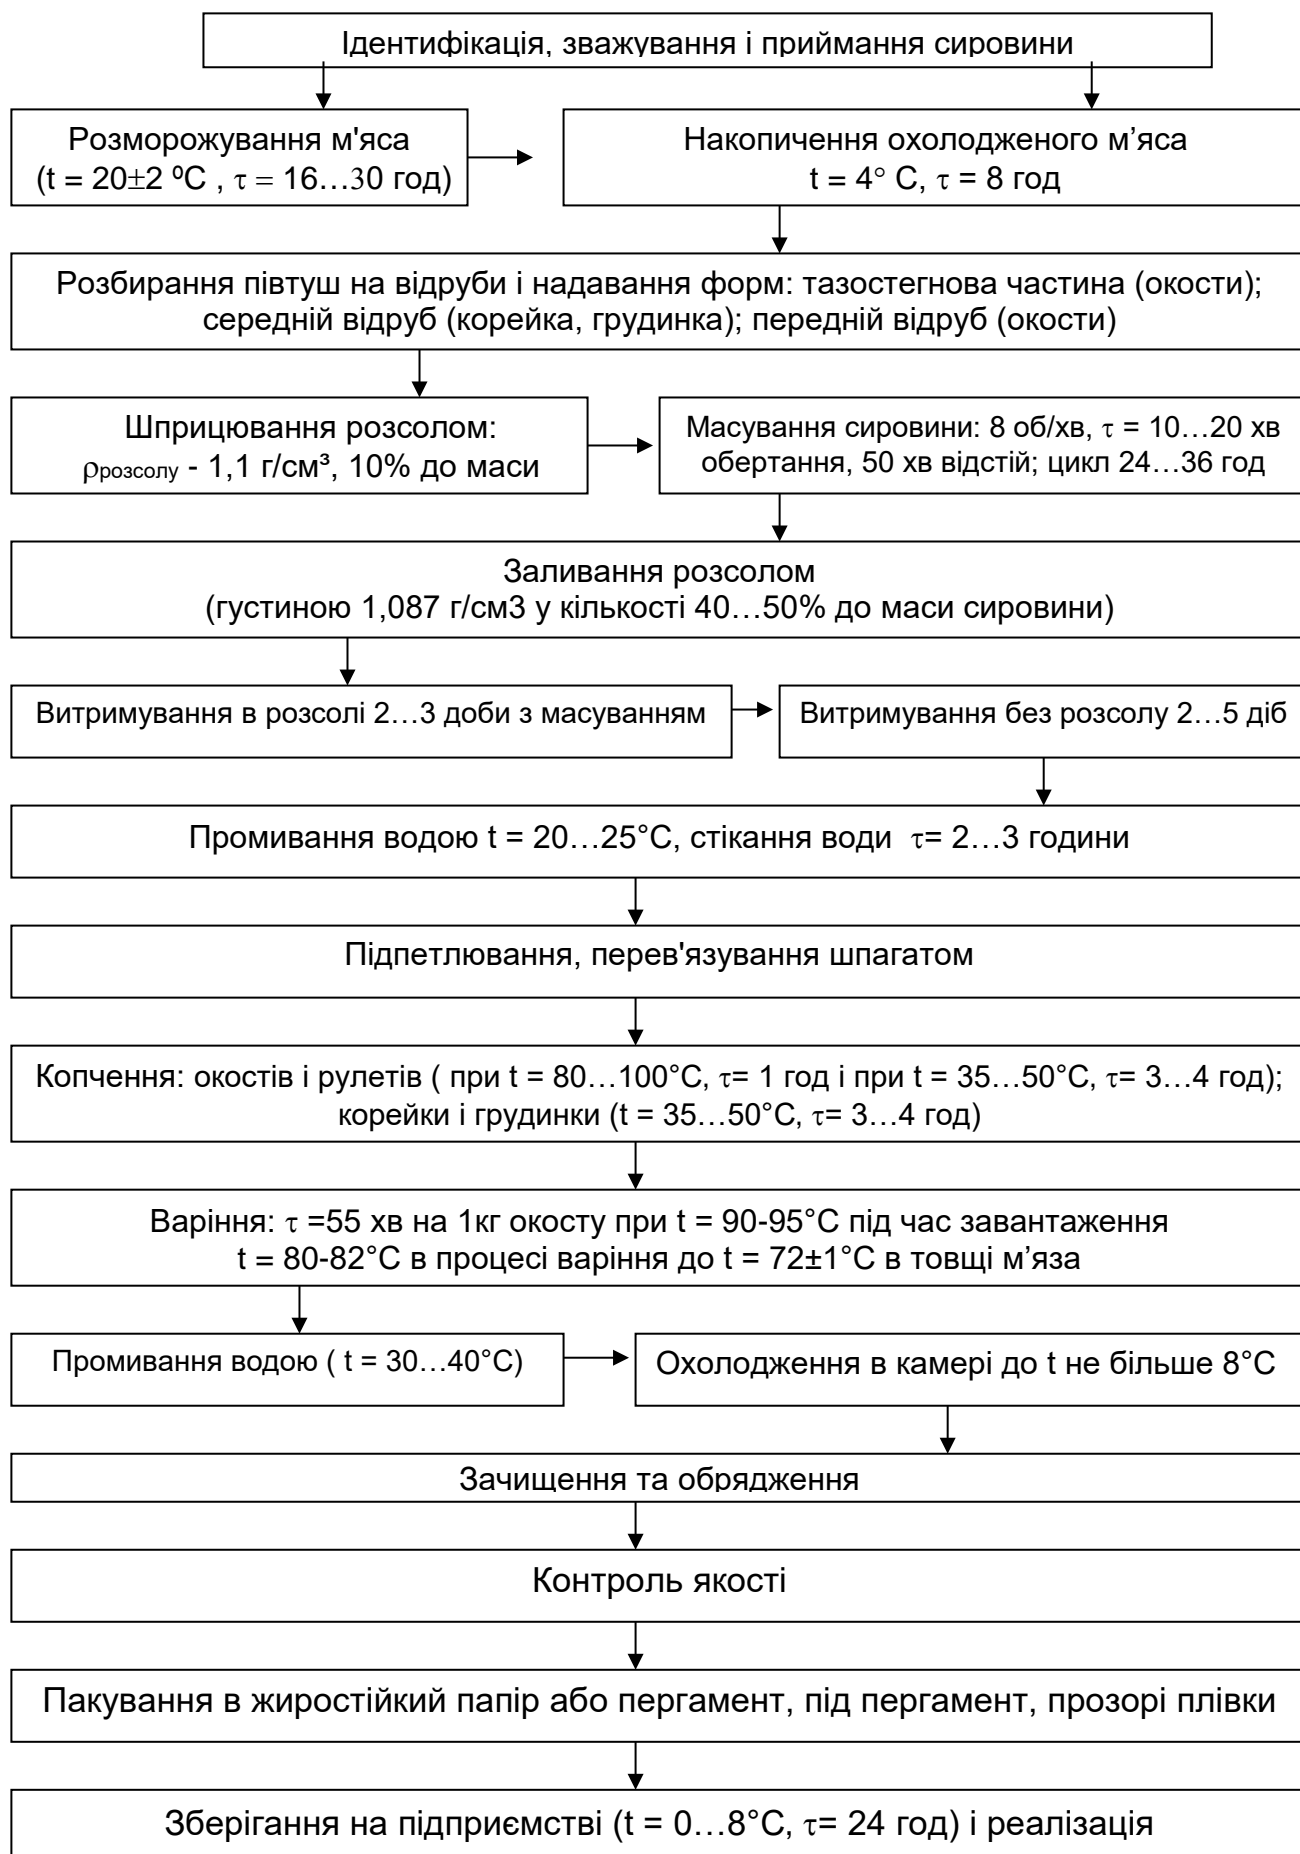 Ідентифікація, зважування і приймання сировини
Розморожування м'яса
(t = 20±2 ºC , τ = 16…30 год)
Накопичення охолодженого м’яса
t = 4° C, τ = 8 год
Розбирання півтуш на відруби і надавання форм: тазостегнова частина (окости);
середній відруб (корейка, грудинка); передній відруб (окости)
Шприцювання розсолом:
ρрозсолу - 1,1 г/см³, 10% до маси
Масування сировини: 8 об/хв, τ = 10…20 хв
обертання, 50 хв відстій; цикл 24…36 год
Заливання розсолом
(густиною 1,087 г/см3 у кількості 40…50% до маси сировини)
Витримування в розсолі 2…3 доби з масуванням
Витримування без розсолу 2…5 діб
Промивання водою t = 20…25°C, стікання води τ= 2…3 години
Підпетлювання, перев'язування шпагатом
Копчення: окостів і рулетів ( при t = 80…100°C, τ= 1 год і при t = 35…50°C, τ= 3…4 год);
корейки і грудинки (t = 35…50°C, τ= 3…4 год)
Варіння: τ =55 хв на 1кг окосту при t = 90-95°C під час завантаження
t = 80-82°C в процесі варіння до t = 72±1°C в товщі м’яза
Промивання водою ( t = 30…40°C)
Охолодження в камері до t не більше 8°C
Зачищення та обрядження
Контроль якості
Пакування в жиростійкий папір або пергамент, під пергамент, прозорі плівки
Зберігання на підприємстві (t = 0…8°C, τ= 24 год) і реалізація